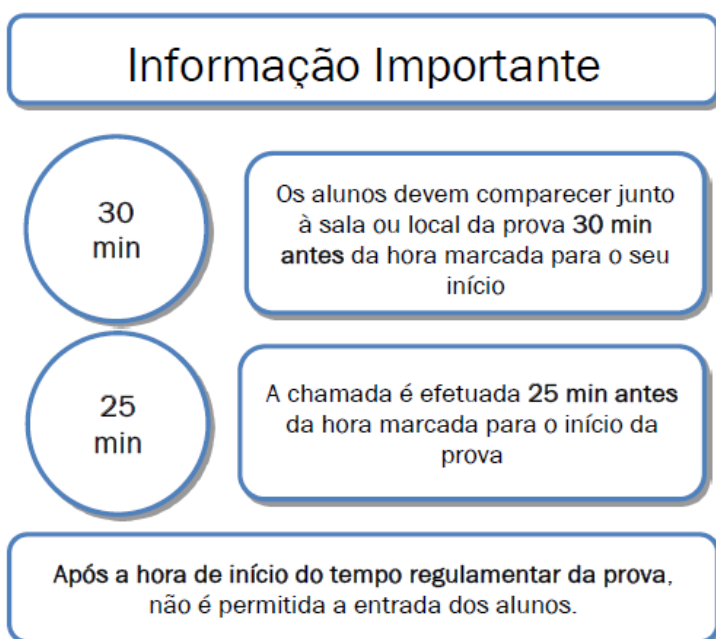 Informação Importante
30
min
Os alunos devem comparecer junto
à sala ou local da prova 30 min
antes da hora marcada para o seu
início
25
min
A chamada é efetuada 25 min antes
da hora marcada para o início da
prova
Após a hora de início do tempo regulamentar da prova,
não é permitida a entrada dos alunos.